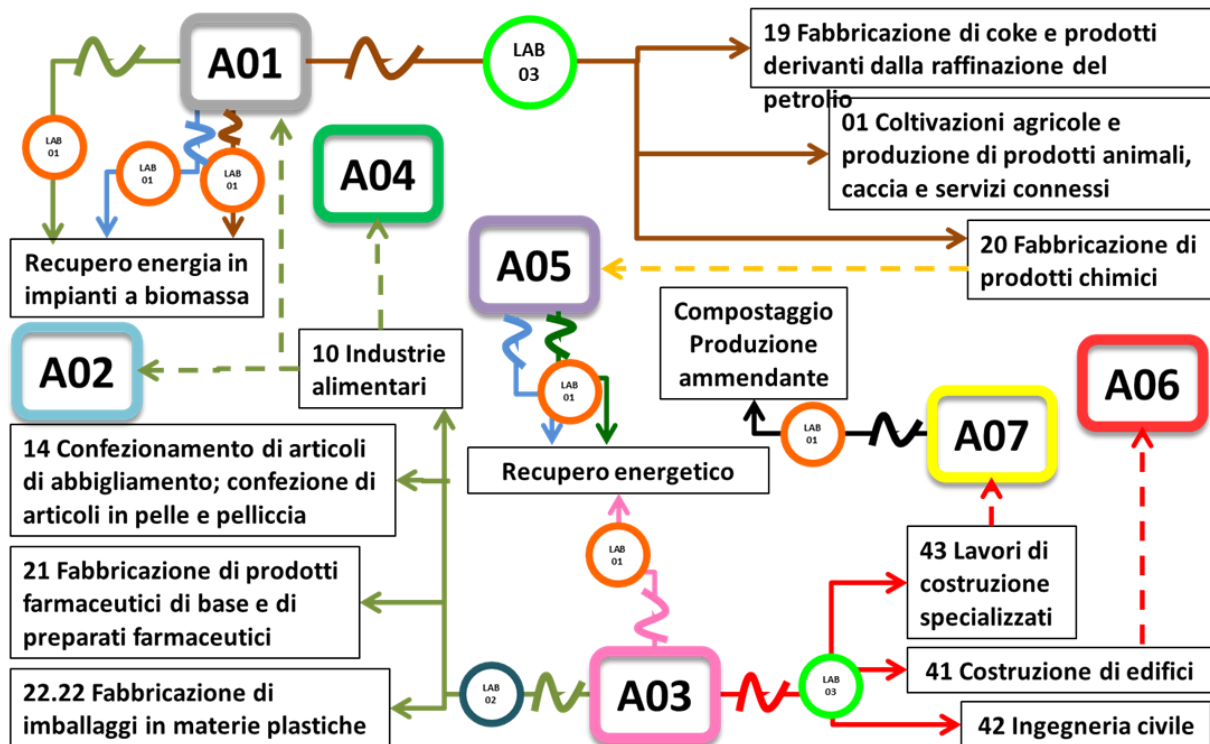 A01
LAB
03
19 Fabbricazione di coke e prodotti
derivanti dalla raffinazione del
petrolio
LAB
01
LAB
01
LAB
01
A04
01 Coltivazioni agricole e
produzione di prodotti animali,
caccia e servizi connessi
Recupero energia in
impianti a biomassa
A05
20 Fabbricazione di
prodotti chimici
A02
10 Industrie
alimentari
Compostaggio
Produzione
ammendante
A06
LAB
01
LAB
01
A07
14 Confezionamento di articoli
di abbigliamento; confezione di
articoli in pelle e pelliccia
Recupero energetico
21 Fabbricazione di prodotti
farmaceutici di base e di
preparati farmaceutici
LAB
01
43 Lavori di
costruzione
specializzati
22.22 Fabbricazione di
imballaggi in materie plastiche
LAB
02
A03
LAB
03
41 Costruzione di edifici
42 Ingegneria civile